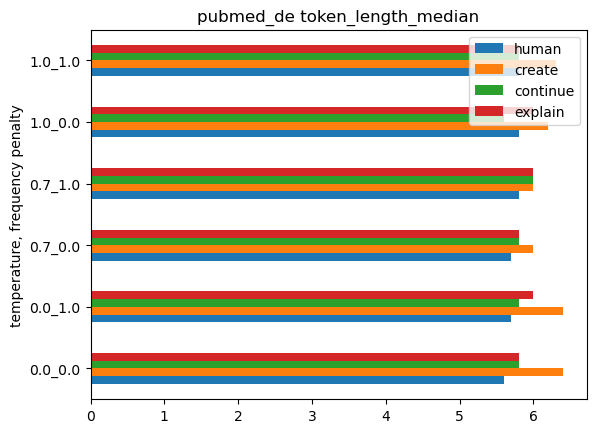 pubmed_de token_length_median
temperature, frequency penalty
1.0_1.0
1.0_0.0
0.7_1.0
0.7_0.0
0.0_1.0
0.0_0.0
human
create
continue
explain
0 1 2 3 4 5 6